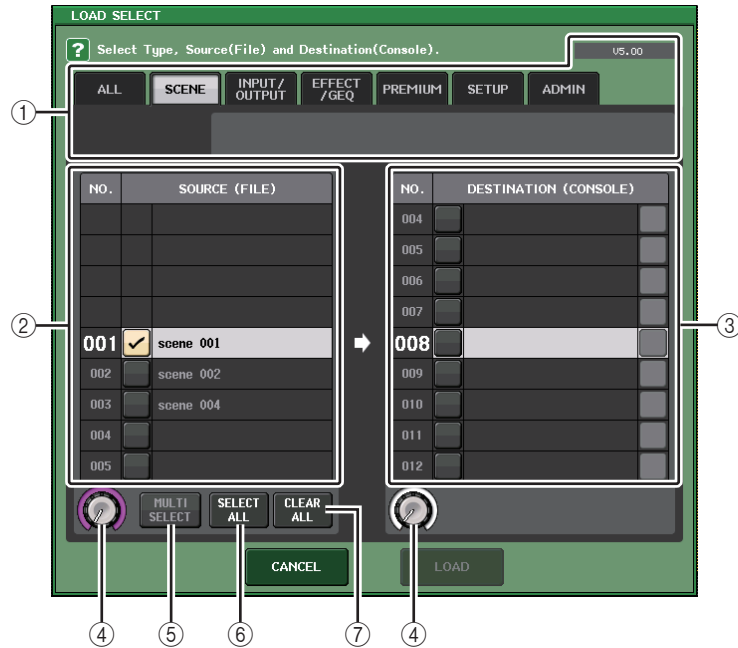 LOAD SELECT
? Select Type, Source(File) and Destination(Console).
V5.00
ALL SCENE INPUT/OUTPUT EFFECT/GEQ PREMIUM SETUP ADMIN
①
NO. SOURCE (FILE)
NO. DESTINATION (CONSOLE)
004
005
006
007
② 001 scene 001 008 ③
002 scene 002 009
003 scene 004 010
004 011
005 012
MULTI SELECT
SELECT ALL
CLEAR ALL
CANCEL LOAD
④ ⑤ ⑥ ⑦ ④